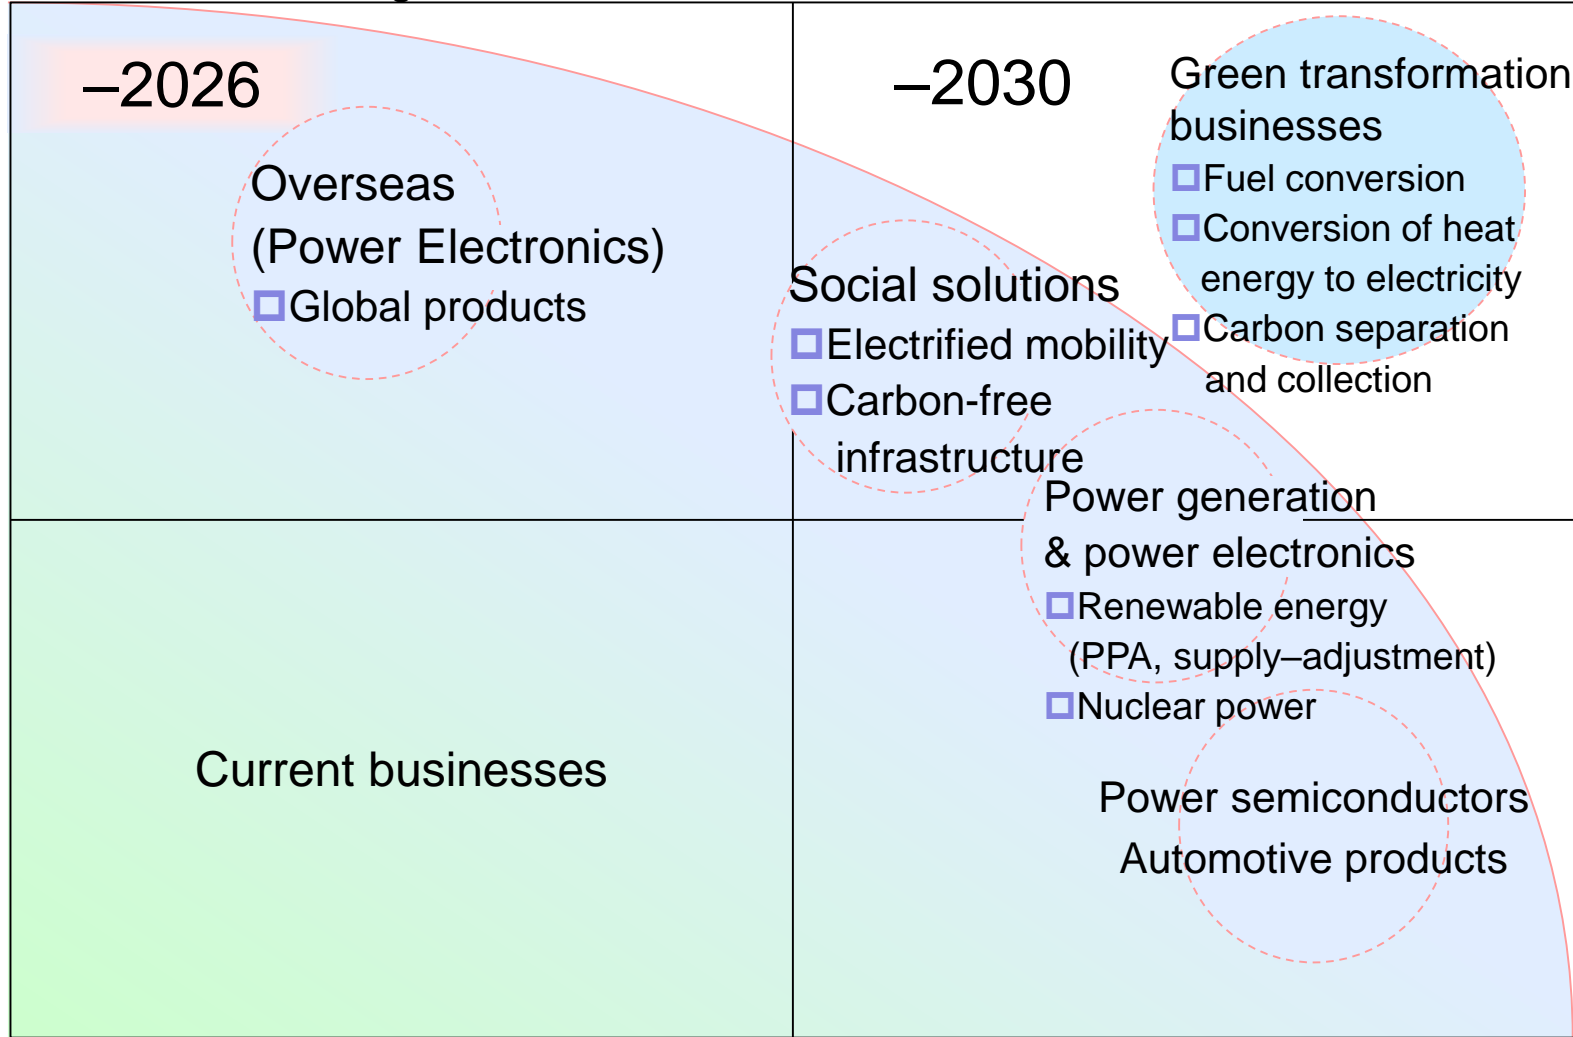 –2026
–2030
Green transformation
businesses
Fuel conversion
Conversion of heat
energy to electricity
Carbon separation
and collection
Overseas
(Power Electronics)
Global products
Social solutions
Electrified mobility
Carbon-free
infrastructure
Power generation
& power electronics
Renewable energy
(PPA, supply–adjustment)
Nuclear power
Current businesses
Power semiconductors
Automotive products